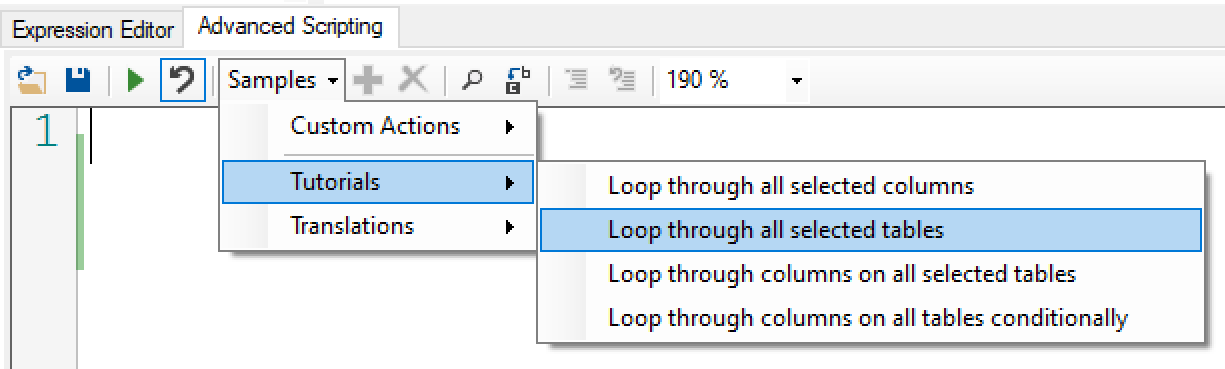 Expression Editor Advanced Scripting
Samples 190 %
1
Custom Actions
Tutorials
Translations
Loop through all selected columns
Loop through all selected tables
Loop through columns on all selected tables
Loop through columns on all tables conditionally